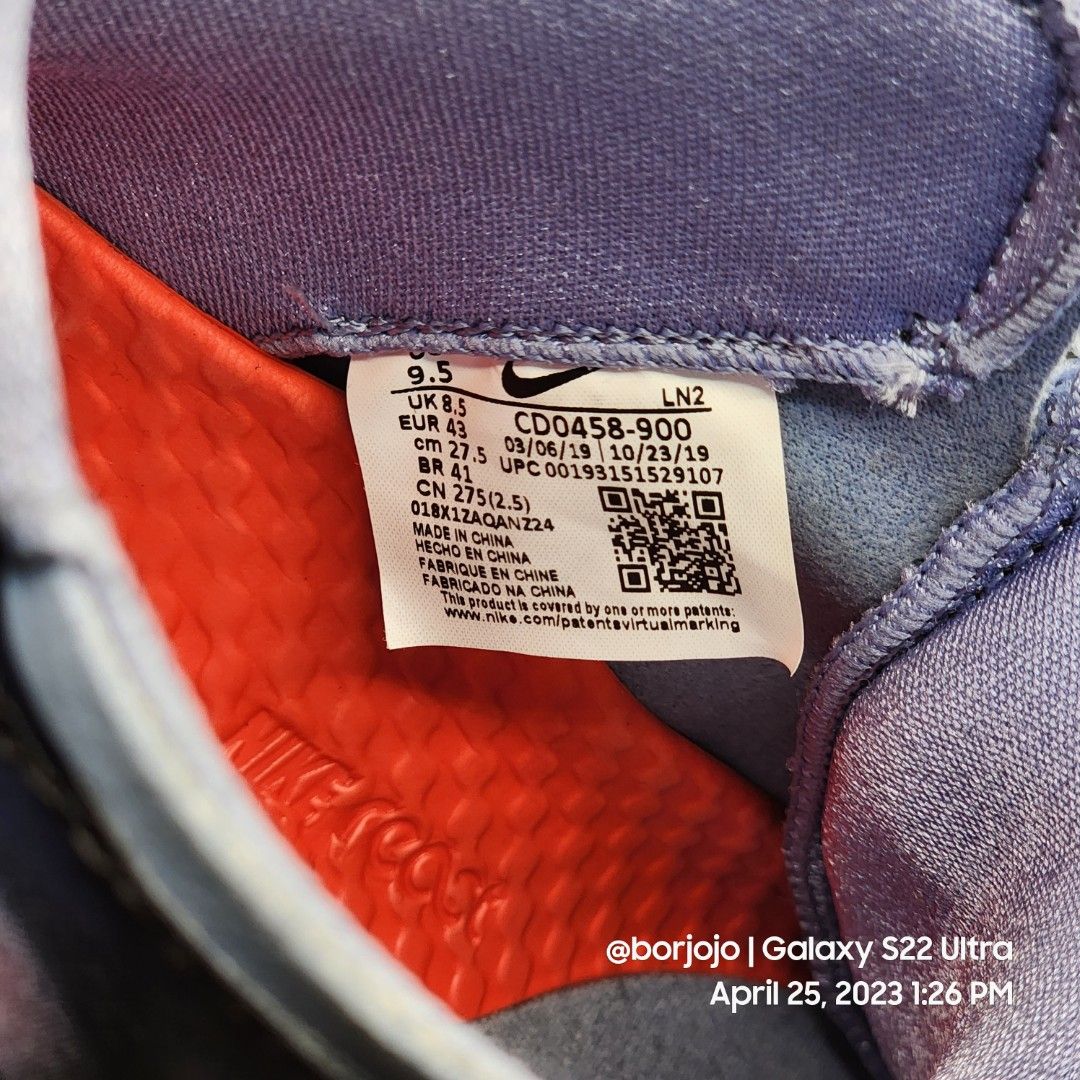 9.5
LN2
UK 8.5
CD0458-900
EUR 43
03/06/19 | 10/23/19
cm 27.5
UPC 00193151529107
BR 41
CN 275(2.5)
018X1ZAQANZ24
MADE IN CHINA
HECHO EN CHINA
FABRIQUE EN CHINE
FABRICADO NA CHINA
This product is covered by one or more patents:
www.nike.com/patentsvirtualmarking
NIKE react
@borjojo | Galaxy S22 Ultra
April 25, 2023 1:26 PM